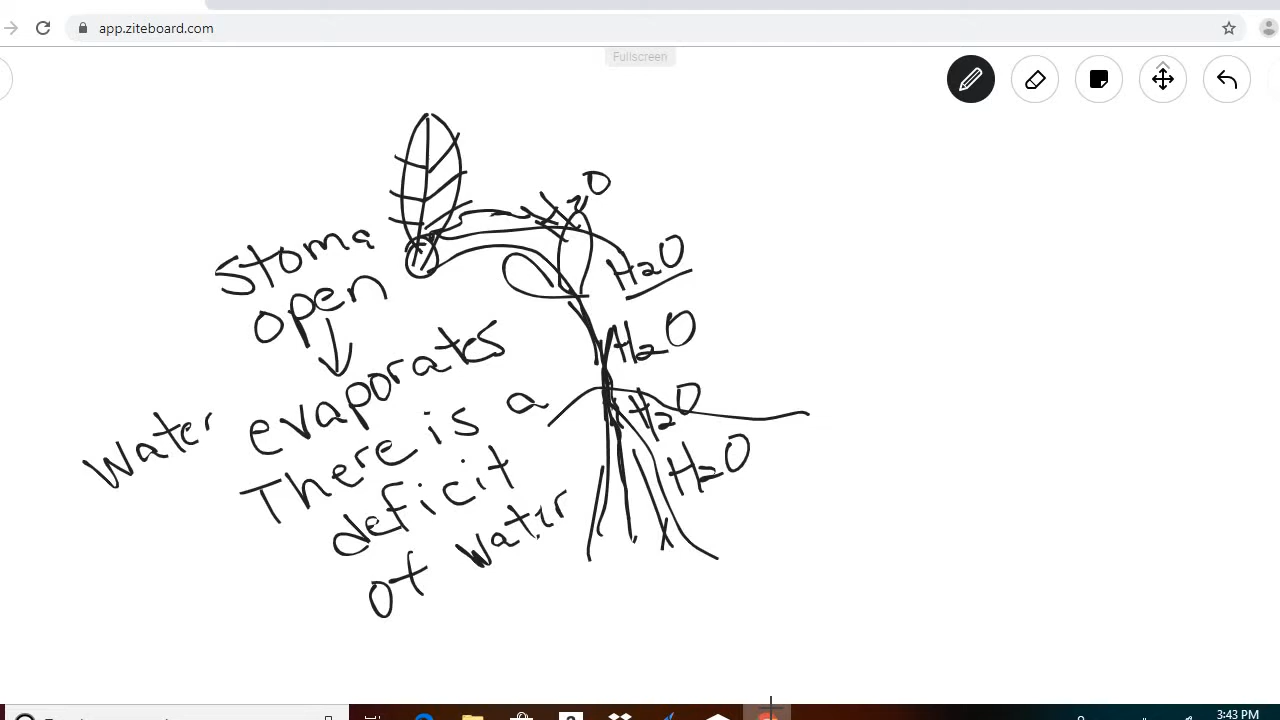 app.ziteboard.com
Fullscreen
H2O
H2O
H2O
H2O
H2O
stoma
open
Water evaporates
There is a
deficit
of water
3:43 PM